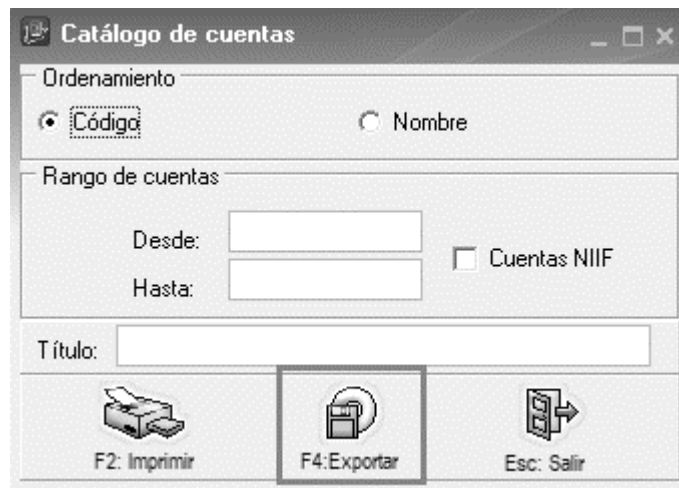 Catálogo de cuentas
Ordenamiento
Código Nombre
Rango de cuentas
Desde:
Cuentas NIIF
Hasta:
Título:
F2: Imprimir F4:Exportar Esc: Salir